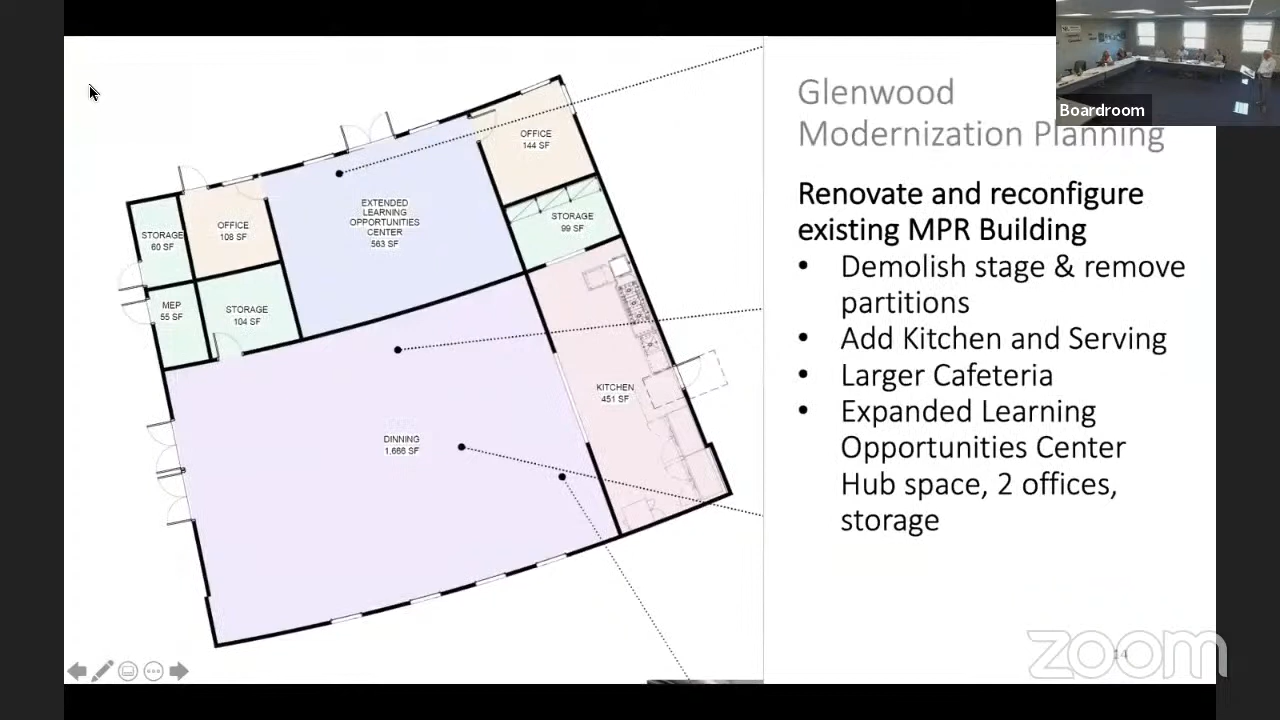 Boardroom
Glenwood
Modernization Planning
Renovate and reconfigure
existing MPR Building
• Demolish stage & remove
partitions
• Add Kitchen and Serving
• Larger Cafeteria
• Expanded Learning
Opportunities Center
Hub space, 2 offices,
storage
OFFICE
144 SF
STORAGE
99 SF
EXTENDED
LEARNING
OPPORTUNITIES
CENTER
563 SF
OFFICE
108 SF
STORAGE
60 SF
MEP
55 SF
STORAGE
104 SF
KITCHEN
451 SF
DINNING
1,666 SF
zoom
14